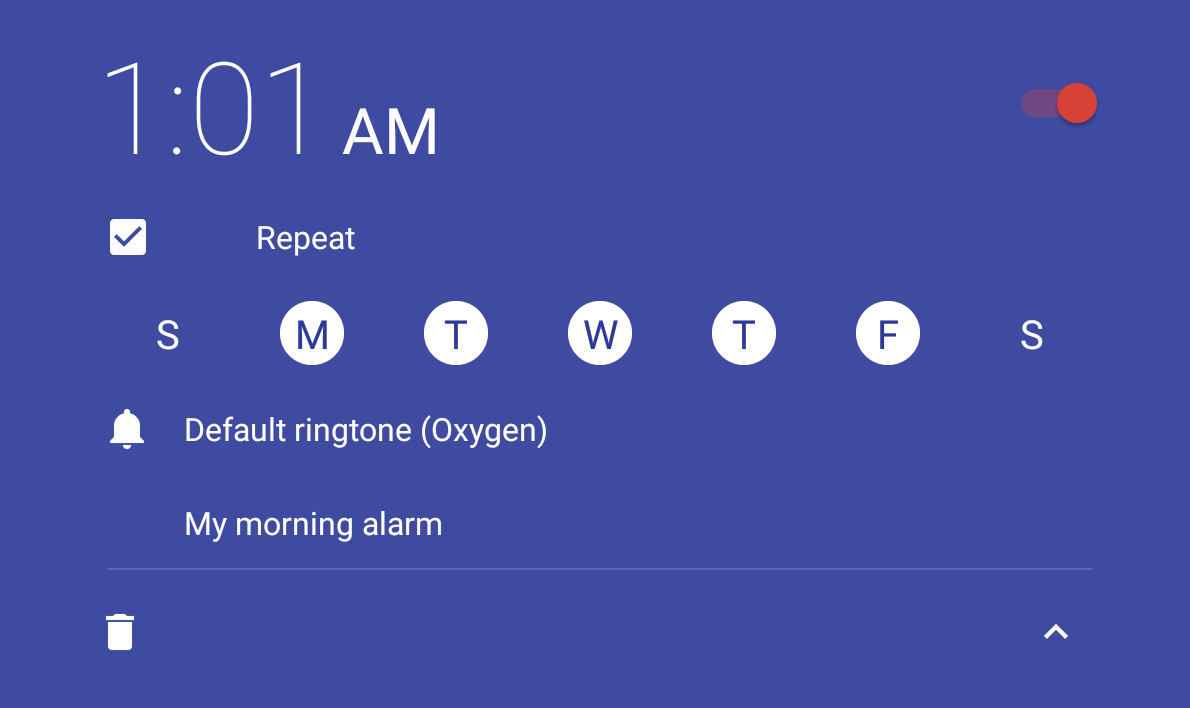 1:01 AM
Repeat
S M T W T F S
Default ringtone (Oxygen)
My morning alarm